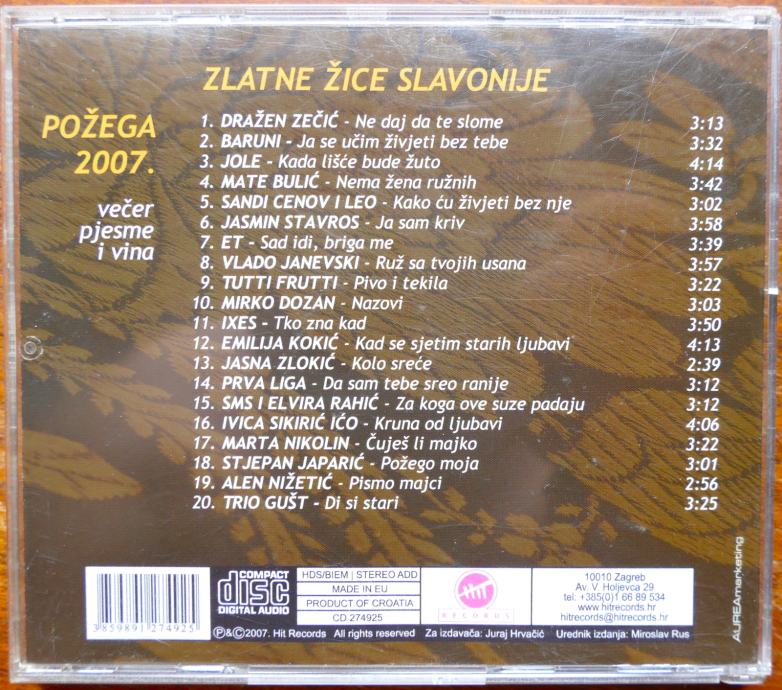 ZLATNE ŽICE SLAVONIJE
POŽEGA
2007.
večer
pjesme
i vina
1. DRAŽEN ZEČIĆ - Ne daj da te slome 3:13
2. BARUNI - Ja se učim živjeti bez tebe 3:32
3. JOLE - Kada lišće bude žuto 4:14
4. MATE BULIĆ - Nema žena ružnih 3:42
5. SANDI CENOV I LEO - Kako ću živjeti bez nje 3:02
6. JASMIN STAVROS - Ja sam kriv 3:58
7. ET - Sad idi, briga me 3:39
8. VLADO JANEVSKI - Ruž sa tvojih usana 3:57
9. TUTTI FRUTTI - Pivo i tekila 3:22
10. MIRKO DOZAN - Nazovi 3:03
11. IXES - Tko zna kad 3:50
12. EMILIJA KOKIĆ - Kad se sjetim starih ljubavi 4:13
13. JASNA ZLOKIĆ - Kolo sreće 2:39
14. PRVA LIGA - Da sam tebe sreo ranije 3:12
15. SMS I ELVIRA RAHIĆ - Za koga ove suze padaju 3:12
16. IVICA SIKIRIĆ IĆO - Kruna od ljubavi 4:06
17. MARTA NIKOLIN - Čuješ li majko 3:22
18. STJEPAN JAPARIĆ - Požego moja 3:01
19. ALEN NIŽETIĆ - Pismo majci 2:56
20. TRIO GUŠT - Di si stari 3:25
3 859891 274925
COMPACT
disc
DIGITAL AUDIO
HDS/BIEM | STEREO ADD
MADE IN EU
PRODUCT OF CROATIA
CD 274925
HIT
RECORDS
10010 Zagreb
Av. V. Holjevca 29
tel: +385(0)1 66 89 534
www.hitrecords.hr
hitrecords@hitrecords.hr
℗&©2007. Hit Records All rights reserved Za izdavača: Juraj Hrvačić Urednik izdanja: Miroslav Rus
AUREAmarketing